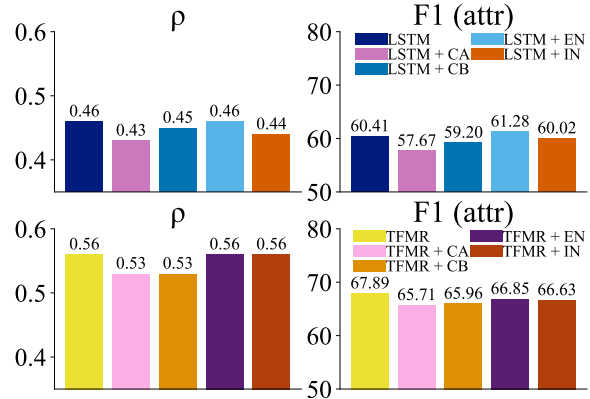 ρ
0.6
0.5
0.4
0.46
0.43
0.45
0.46
0.44
F1 (attr)
80
70
60
50
LSTM
LSTM + CA
LSTM + CB
LSTM + EN
LSTM + IN
60.41
57.67
59.20
61.28
60.02
ρ
0.6
0.5
0.4
0.56
0.53
0.53
0.56
0.56
F1 (attr)
80
70
60
50
TFMR
TFMR + CA
TFMR + CB
TFMR + EN
TFMR + IN
67.89
65.71
65.96
66.85
66.63